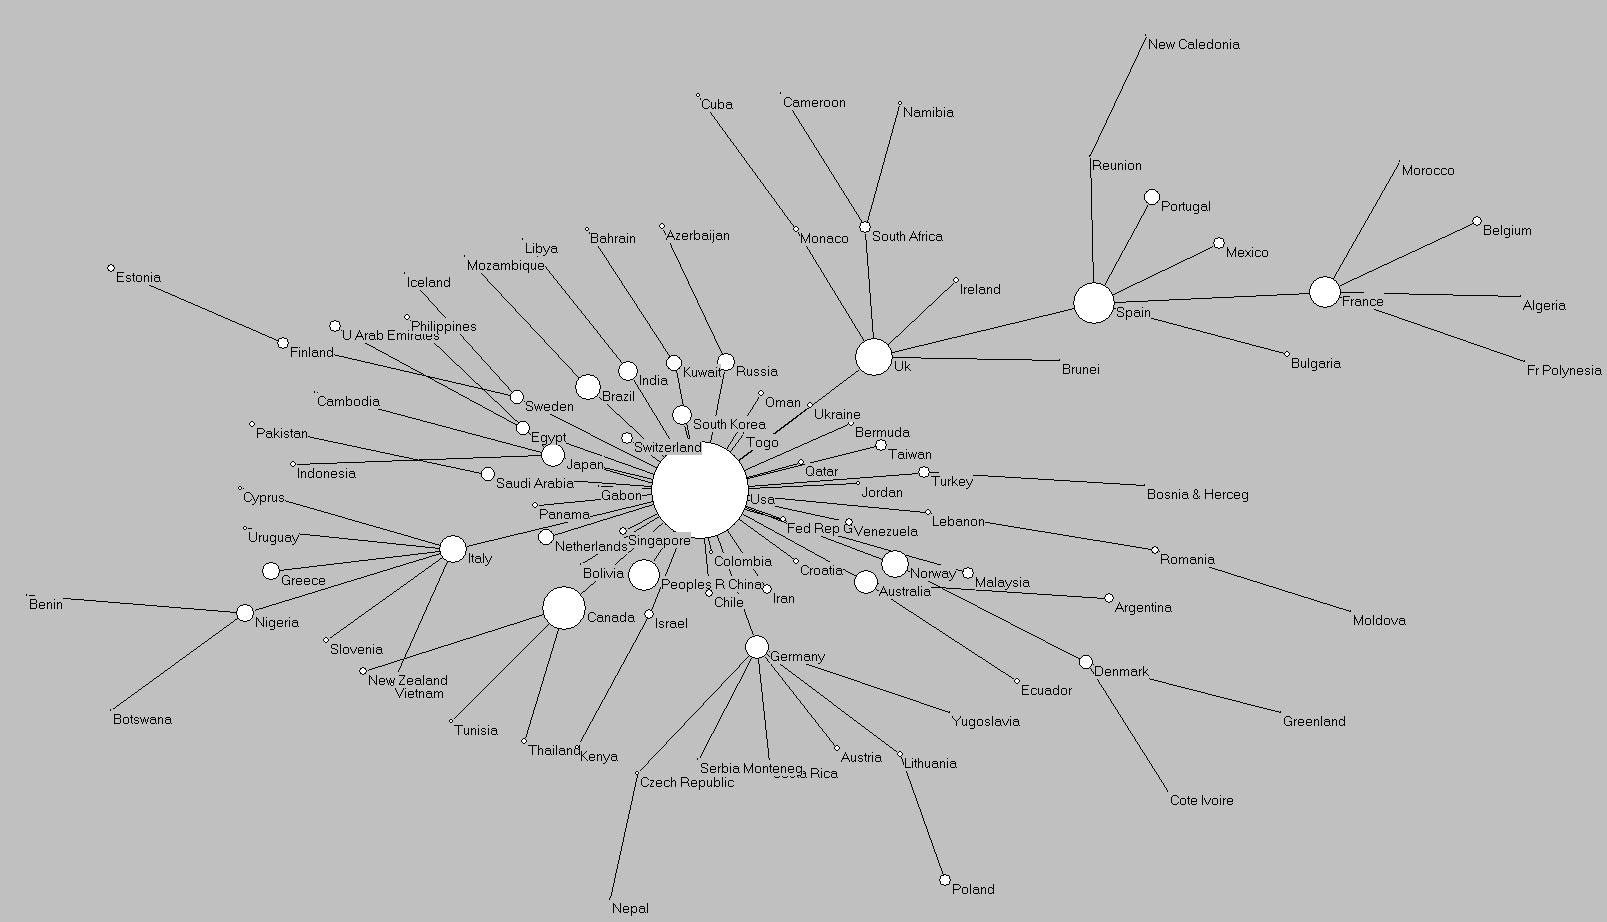 New Caledonia
Cuba
Cameroon
Namibia
Reunion
Morocco
Portugal
Belgium
Monaco
South Africa
Bahrain
Azerbaijan
Libya
Mozambique
Mexico
Estonia
Iceland
Ireland
France
Algeria
Spain
Philippines
U Arab Emirates
Finland
Bulgaria
Uk
Brunei
Fr Polynesia
Kuwait
Russia
India
Brazil
Cambodia
Sweden
Oman
Ukraine
South Korea
Pakistan
Egypt
Switzerland
Togo
Bermuda
Taiwan
Indonesia
Japan
Qatar
Saudi Arabia
Turkey
Cyprus
Gabon
Usa
Jordan
Bosnia & Herceg
Panama
Lebanon
Fed Rep G
Venezuela
Uruguay
Netherlands
Singapore
Italy
Colombia
Romania
Croatia
Greece
Bolivia
Peoples R China
Norway
Malaysia
Australia
Benin
Chile
Iran
Argentina
Nigeria
Canada
Israel
Moldova
Slovenia
Germany
New Zealand
Vietnam
Denmark
Ecuador
Botswana
Tunisia
Yugoslavia
Greenland
Thailand
Kenya
Austria
Lithuania
Serbia Monteneg
Rica
Czech Republic
Cote Ivoire
Poland
Nepal